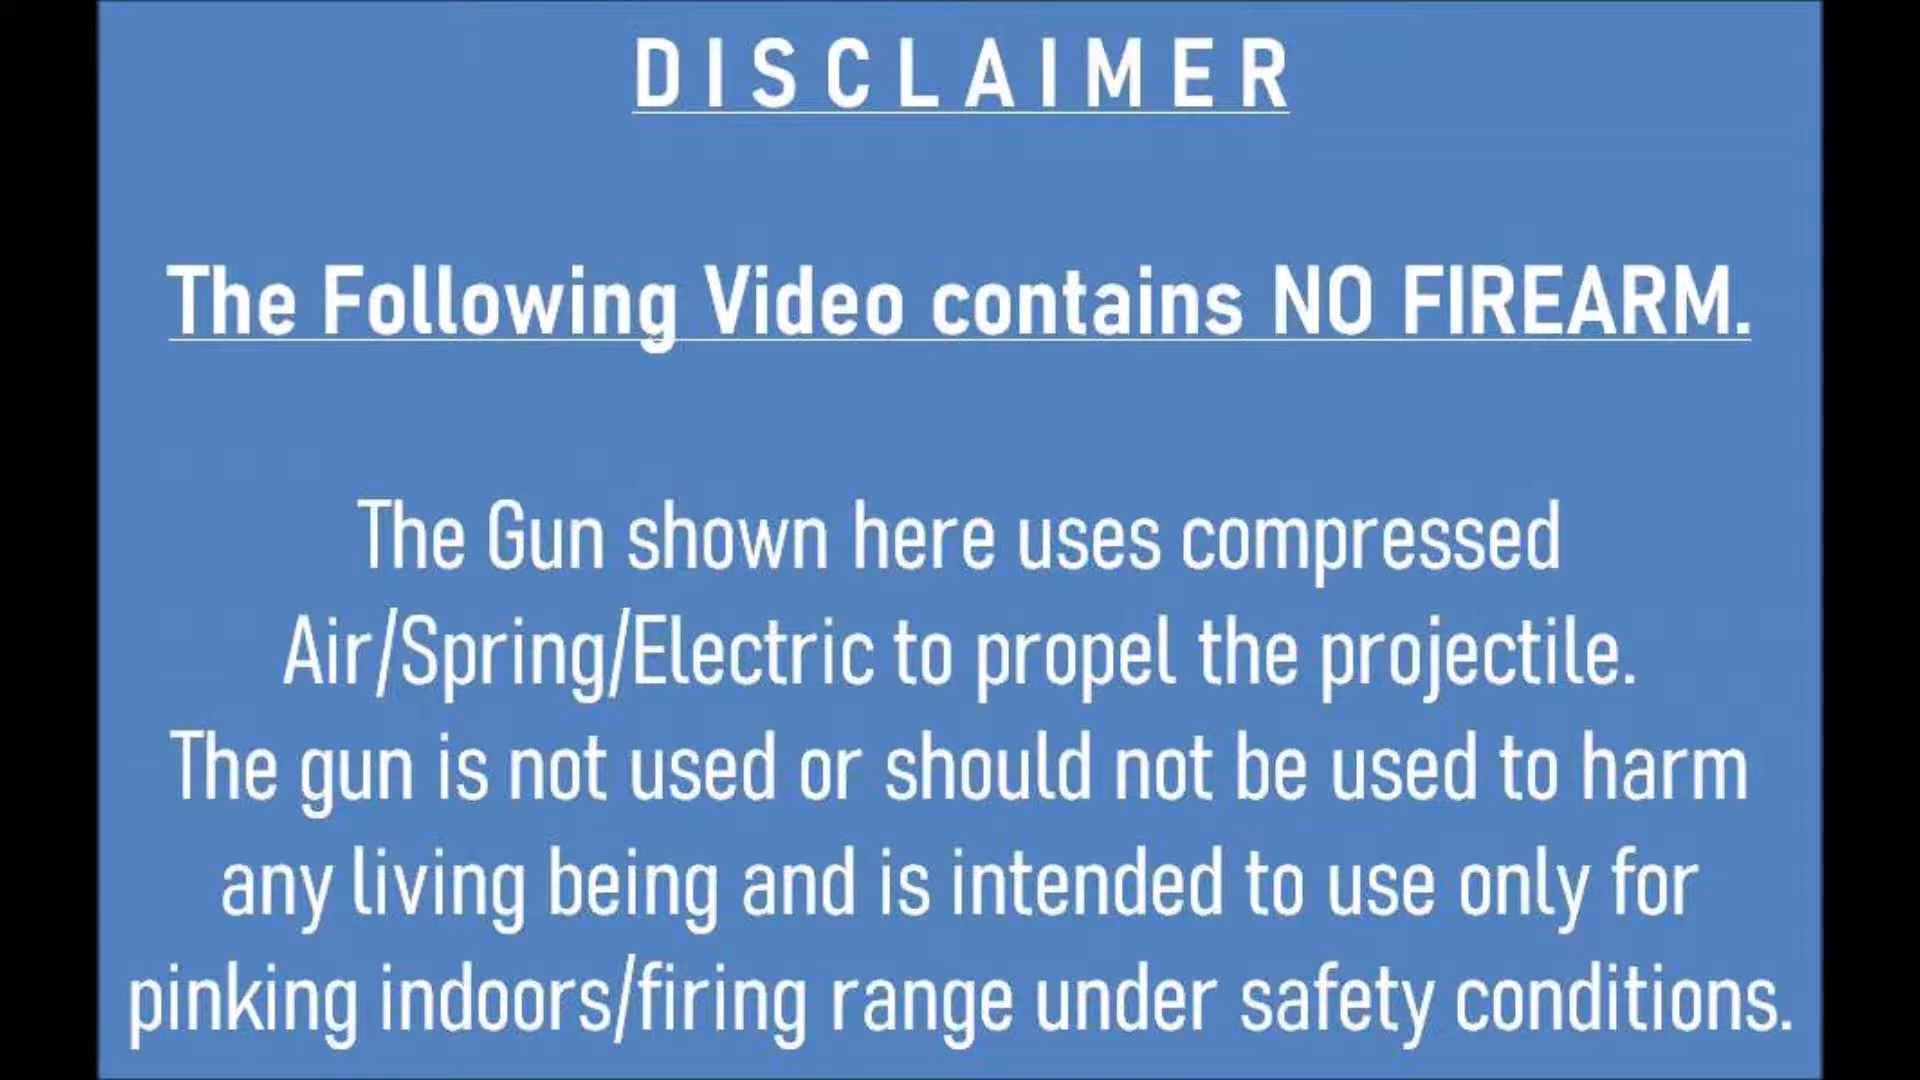 DISCLAIMER
The Following Video contains NO FIREARM.
The Gun shown here uses compressed
Air/Spring/Electric to propel the projectile.
The gun is not used or should not be used to harm
any living being and is intended to use only for
pinking indoors/firing range under safety conditions.